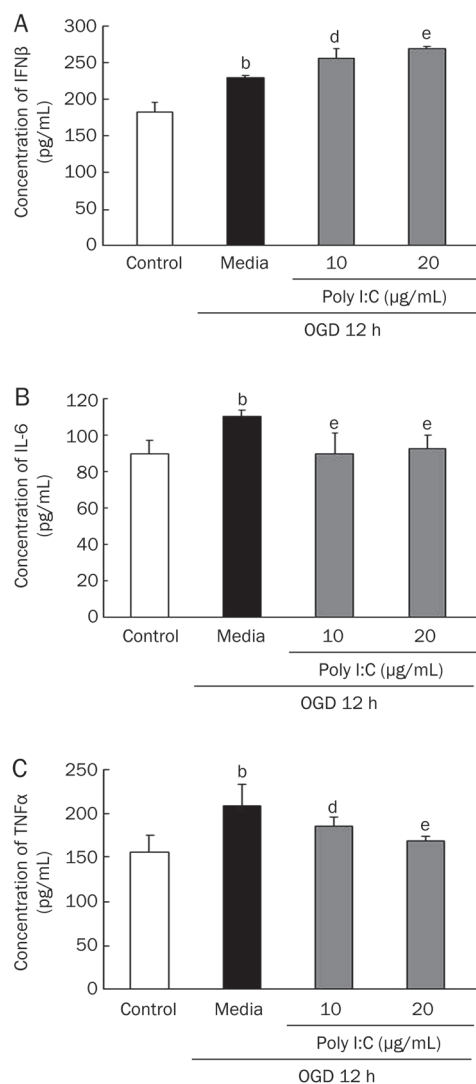 A
Concentration of IFNβ
(pg/mL)
300
250
200
150
100
50
0
b
d
e
Control
Media
10
20
Poly I:C (µg/mL)
OGD 12 h
B
Concentration of IL-6
(pg/mL)
120
100
80
60
40
20
0
b
e
e
Control
Media
10
20
Poly I:C (µg/mL)
OGD 12 h
C
Concentration of TNFα
(pg/mL)
250
200
150
100
50
0
b
d
e
Control
Media
10
20
Poly I:C (µg/mL)
OGD 12 h